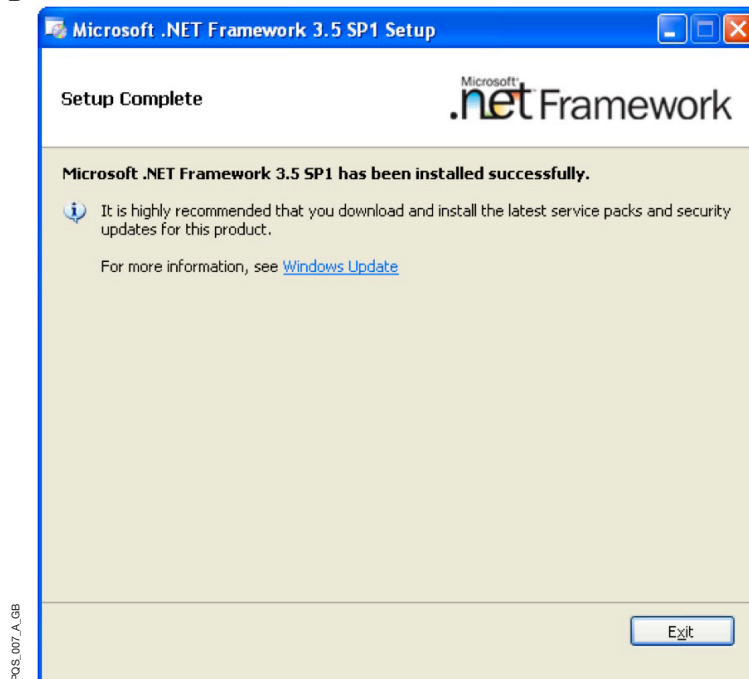 Microsoft .NET Framework 3.5 SP1 Setup
Setup Complete
Microsoft
.net Framework
Microsoft .NET Framework 3.5 SP1 has been installed successfully.
It is highly recommended that you download and install the latest service packs and security
updates for this product.
For more information, see Windows Update
Exit
PQS_007_A_GB